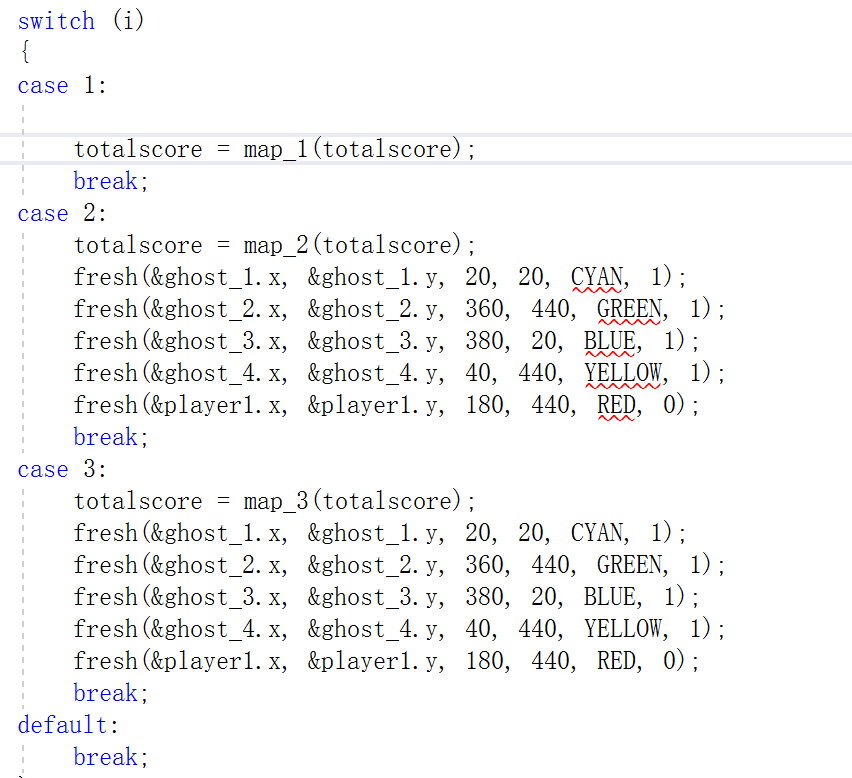 switch (i)
{
case 1:
totalscore = map_1(totalscore);
break;
case 2:
totalscore = map_2(totalscore);
fresh(&ghost_1.x, &ghost_1.y, 20, 20, CYAN, 1);
fresh(&ghost_2.x, &ghost_2.y, 360, 440, GREEN, 1);
fresh(&ghost_3.x, &ghost_3.y, 380, 20, BLUE, 1);
fresh(&ghost_4.x, &ghost_4.y, 40, 440, YELLOW, 1);
fresh(&player1.x, &player1.y, 180, 440, RED, 0);
break;
case 3:
totalscore = map_3(totalscore);
fresh(&ghost_1.x, &ghost_1.y, 20, 20, CYAN, 1);
fresh(&ghost_2.x, &ghost_2.y, 360, 440, GREEN, 1);
fresh(&ghost_3.x, &ghost_3.y, 380, 20, BLUE, 1);
fresh(&ghost_4.x, &ghost_4.y, 40, 440, YELLOW, 1);
fresh(&player1.x, &player1.y, 180, 440, RED, 0);
break;
default:
break;